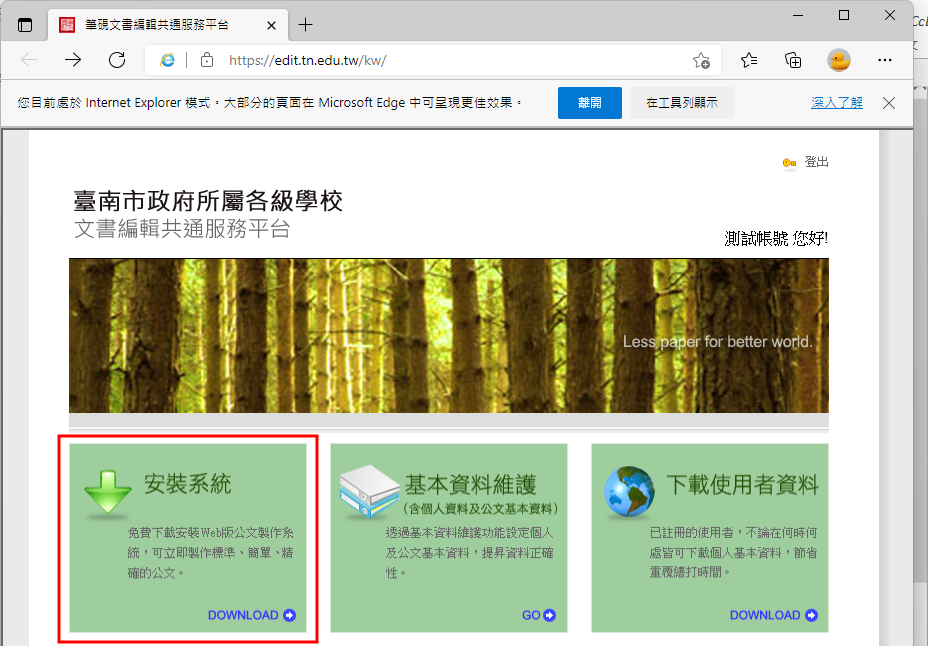 筆硯文書編輯共通服務平台
https://edit.tn.edu.tw/kw/
您目前處於 Internet Explorer 模式。大部分的頁面在 Microsoft Edge 中可呈現更佳效果。
離開
在工具列顯示
深入了解
登出
臺南市政府所屬各級學校
文書編輯共通服務平台
測試帳號 您好!
Less paper for better world.
安裝系統
免費下載安裝Web版公文製作系
統,可立即製作標準、簡單、精
確的公文。
DOWNLOAD
基本資料維護
(含個人資料及公文基本資料)
透過基本資料維護功能設定個人
及公文基本資料,提昇資料正確
性。
GO
下載使用者資料
已註冊的使用者,不論在何時何
處皆可下載個人基本資料,節省
重覆繕打時間。
DOWNLOAD